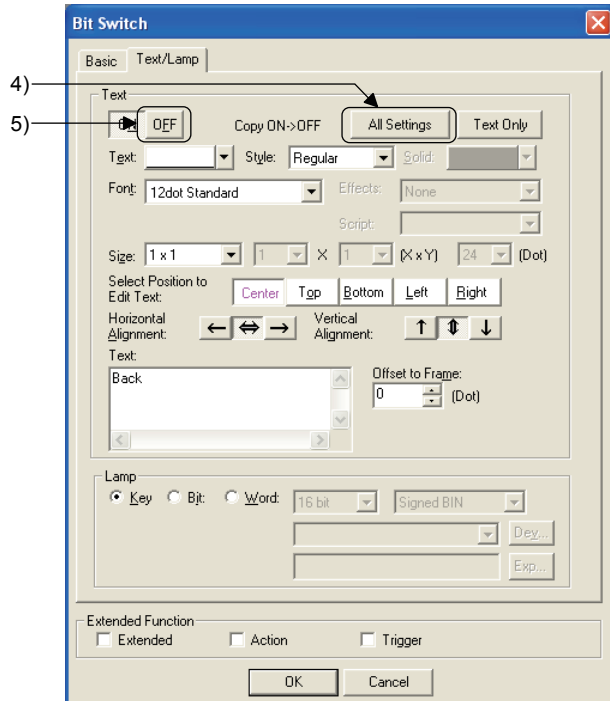 Bit Switch
Basic Text/Lamp
4)
Text
5) OFF Copy ON->OFF All Settings Text Only
Text: Style: Regular Solid:
Font: 12dot Standard Effects: None
Script:
Size: 1 x 1 1 X 1 (X x Y) 24 (Dot)
Select Position to
Edit Text: Center Top Bottom Left Right
Horizontal
Alignment: Vertical
Alignment:
Text:
Back
Offset to Frame:
0 (Dot)
Lamp
Key Bit: Word: 16 bit Signed BIN
Dev...
Exp...
Extended Function
Extended Action Trigger
OK Cancel